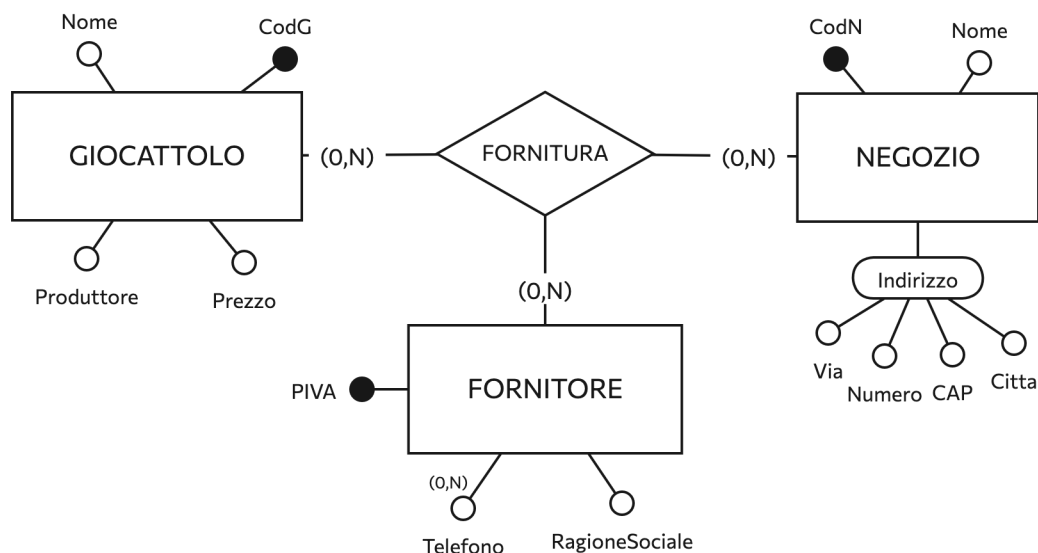 Nome
CodG
CodN
Nome
GIOCATTOLO
(0,N)
FORNITURA
(0,N)
NEGOZIO
Produttore
Prezzo
(0,N)
Indirizzo
Via
Numero
CAP
Citta
PIVA
FORNITORE
(0,N)
Telefono
RagioneSociale